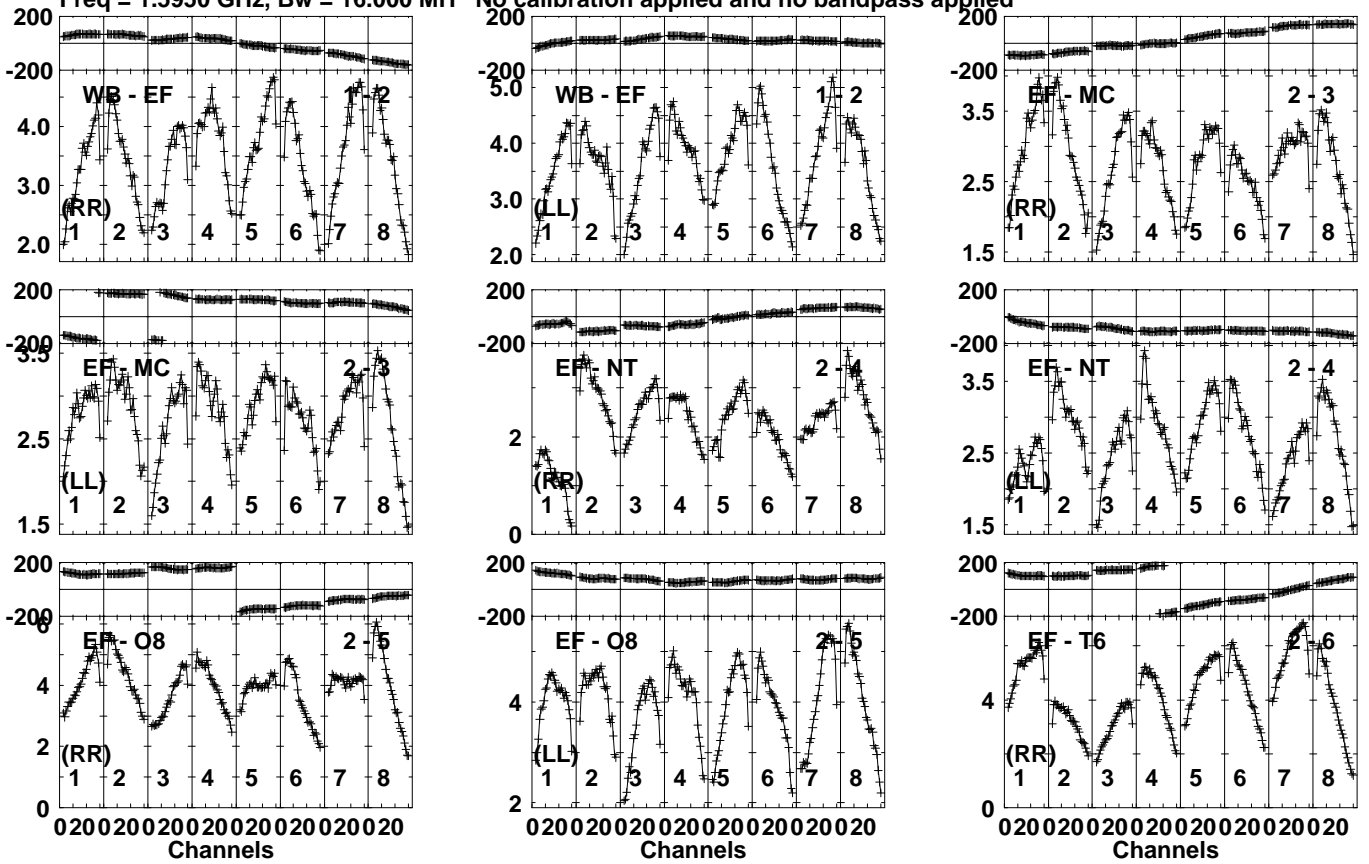 Freq = 1.5950 GHz, Bw = 16.000 MH No calibration applied and no bandpass applied
200 200 200
-200 -200 -200
WB - EF 1 - 2 WB - EF 1 - 2 EF - MC 2 - 3
5.0
4.0 4.0 3.5
3.0 3.0 2.5
(RR) (LL) (RR)
1 2 3 4 5 6 7 8 1 2 3 4 5 6 7 8 1 2 3 4 5 6 7 8
2.0 2.0 1.5
200 200 200
-200 -200 -200
3.5
EF - MC 2 - 3 EF - NT 2 - 4 EF - NT 2 - 4
3.5
2.5 2 2.5
(LL) (RR) (LL)
1 2 3 4 5 6 7 8 1 2 3 4 5 6 7 8 1 2 3 4 5 6 7 8
1.5 0 1.5
200 200 200
-200 -200 -200
6
EF - O8 2 - 5 EF - O8 2 - 5 EF - T6 2 - 6
4 4 4
2
(RR) (LL) (RR)
1 2 3 4 5 6 7 8 1 2 3 4 5 6 7 8 1 2 3 4 5 6 7 8
0 2 0
0 20 0 20 0 20 0 20 0 20 0 20 0 20 0 20 0 20 0 20 0 20 0 20 0 20 0 20 0 20 0 20 0 20 0 20 0 20 0 20 0 20 0 20 0 20 0 20
Channels Channels Channels